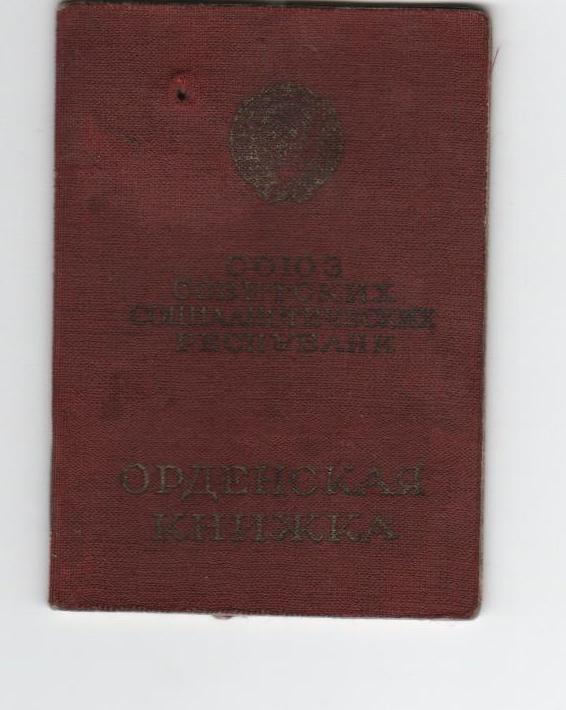 СОЮЗ
СОВЕТСКИХ
СОЦИАЛИСТИЧЕСКИХ
РЕСПУБЛИК
ОРДЕНСКАЯ
КНИЖКА